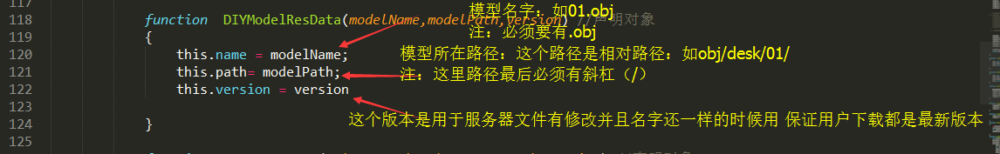 117
模型名字：如01.obj
118 function DIYModelResData(modelName,modelPath,version) //声明对象
注：必须要有.obj
119 {
120 this.name = modelName;
模型所在路径：这个路径是相对路径：如obj/desk/01/
121 this.path= modelPath;
注：这里路径最后必须有斜杠（/）
122 this.version = version
123
这个版本是用于服务器文件有修改并且名字还一样的时候用 保证用户下载都是最新版本
124 }
125